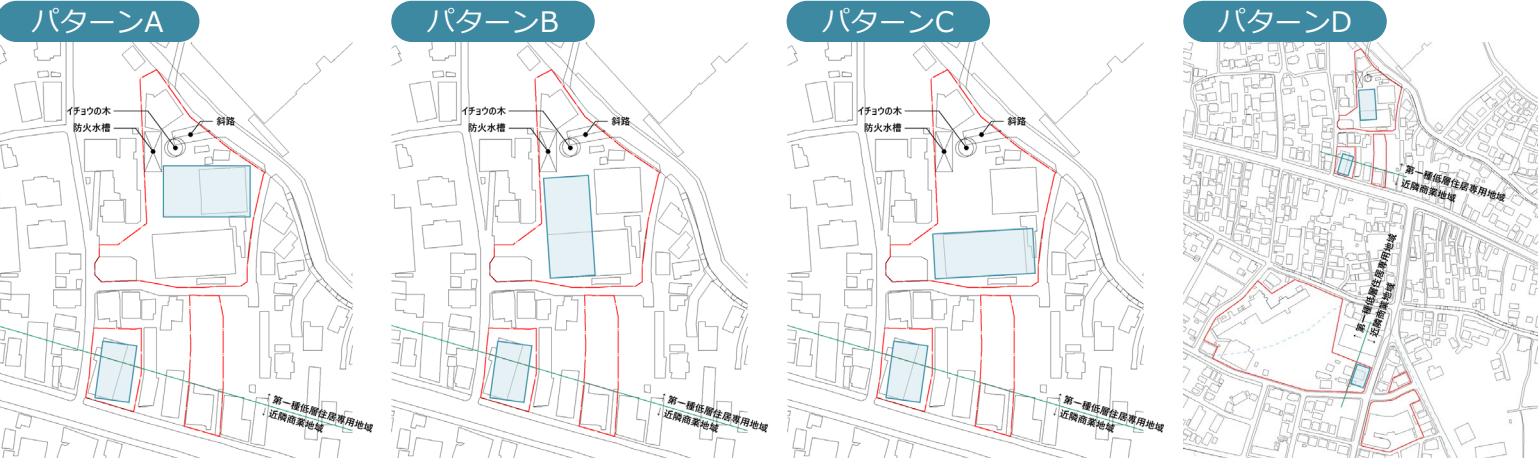 パターンA
イチョウの木
防火水槽
斜路
↑第一種低層住居専用地域
↓近隣商業地域
パターンB
イチョウの木
防火水槽
斜路
↑第一種低層住居専用地域
↓近隣商業地域
パターンC
イチョウの木
防火水槽
斜路
↑第一種低層住居専用地域
↓近隣商業地域
パターンD
↑第一種低層住居専用地域
↓近隣商業地域
↑第一種低層住居専用地域
↓近隣商業地域